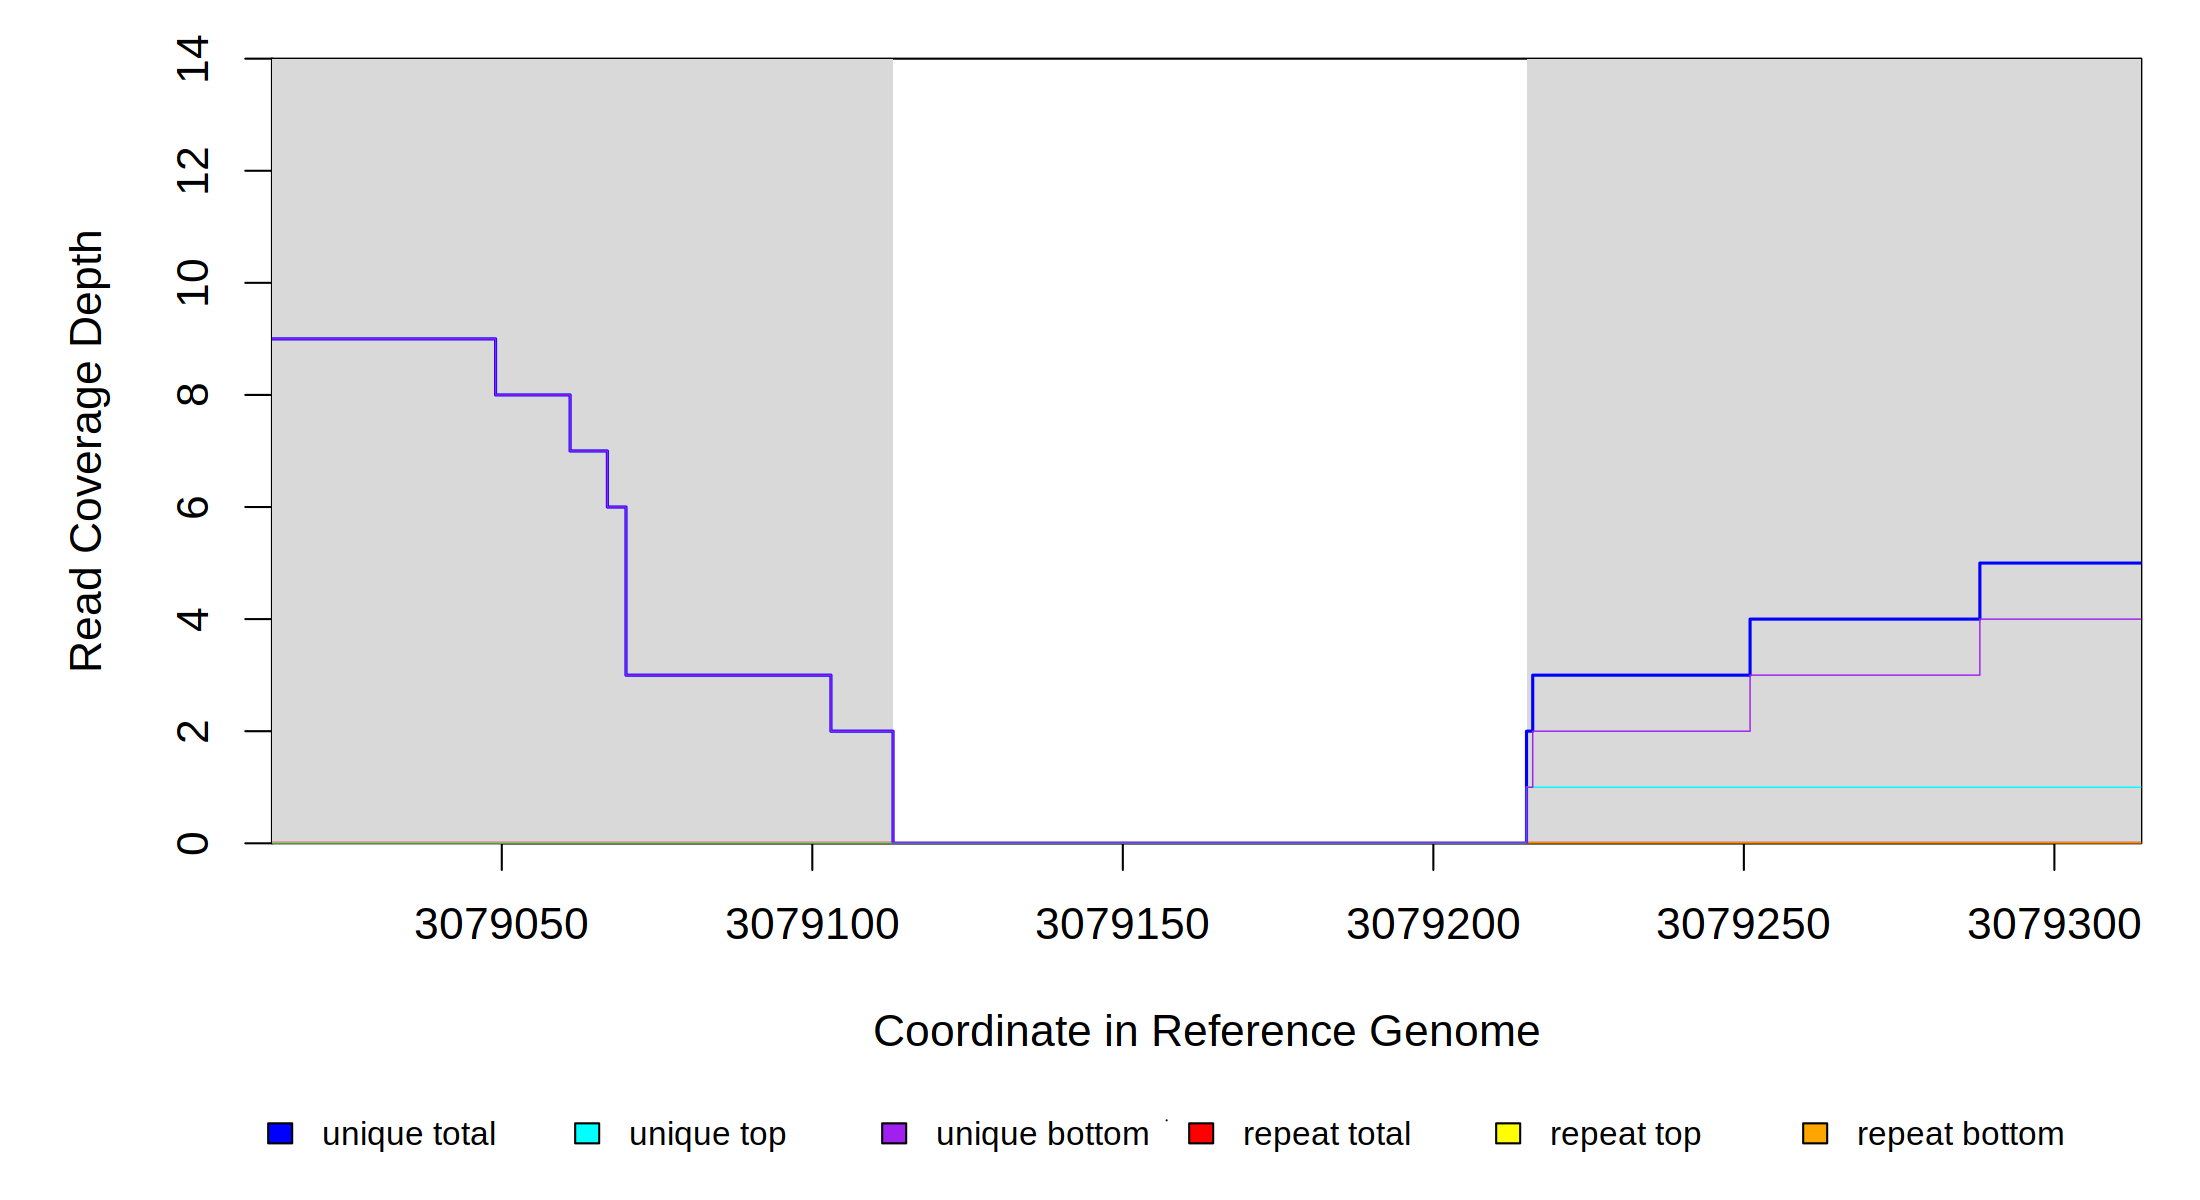 14
12
10
8
6
4
2
0
Read Coverage Depth
3079050 3079100 3079150 3079200 3079250 3079300
Coordinate in Reference Genome
unique total unique top unique bottom repeat total repeat top repeat bottom